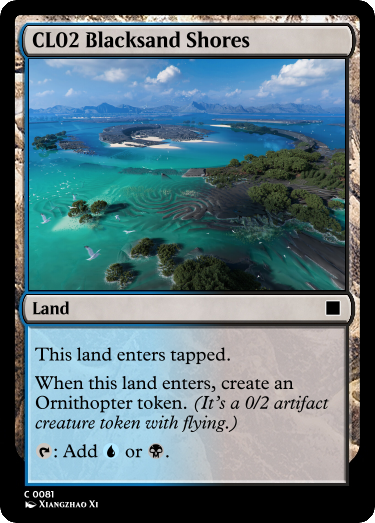 CL02 Blacksand Shores
Land
This land enters tapped.
When this land enters, create an
Ornithopter token. (It's a 0/2 artifact
creature token with flying.)
: Add or .
C 0081
Xiangzhao Xi